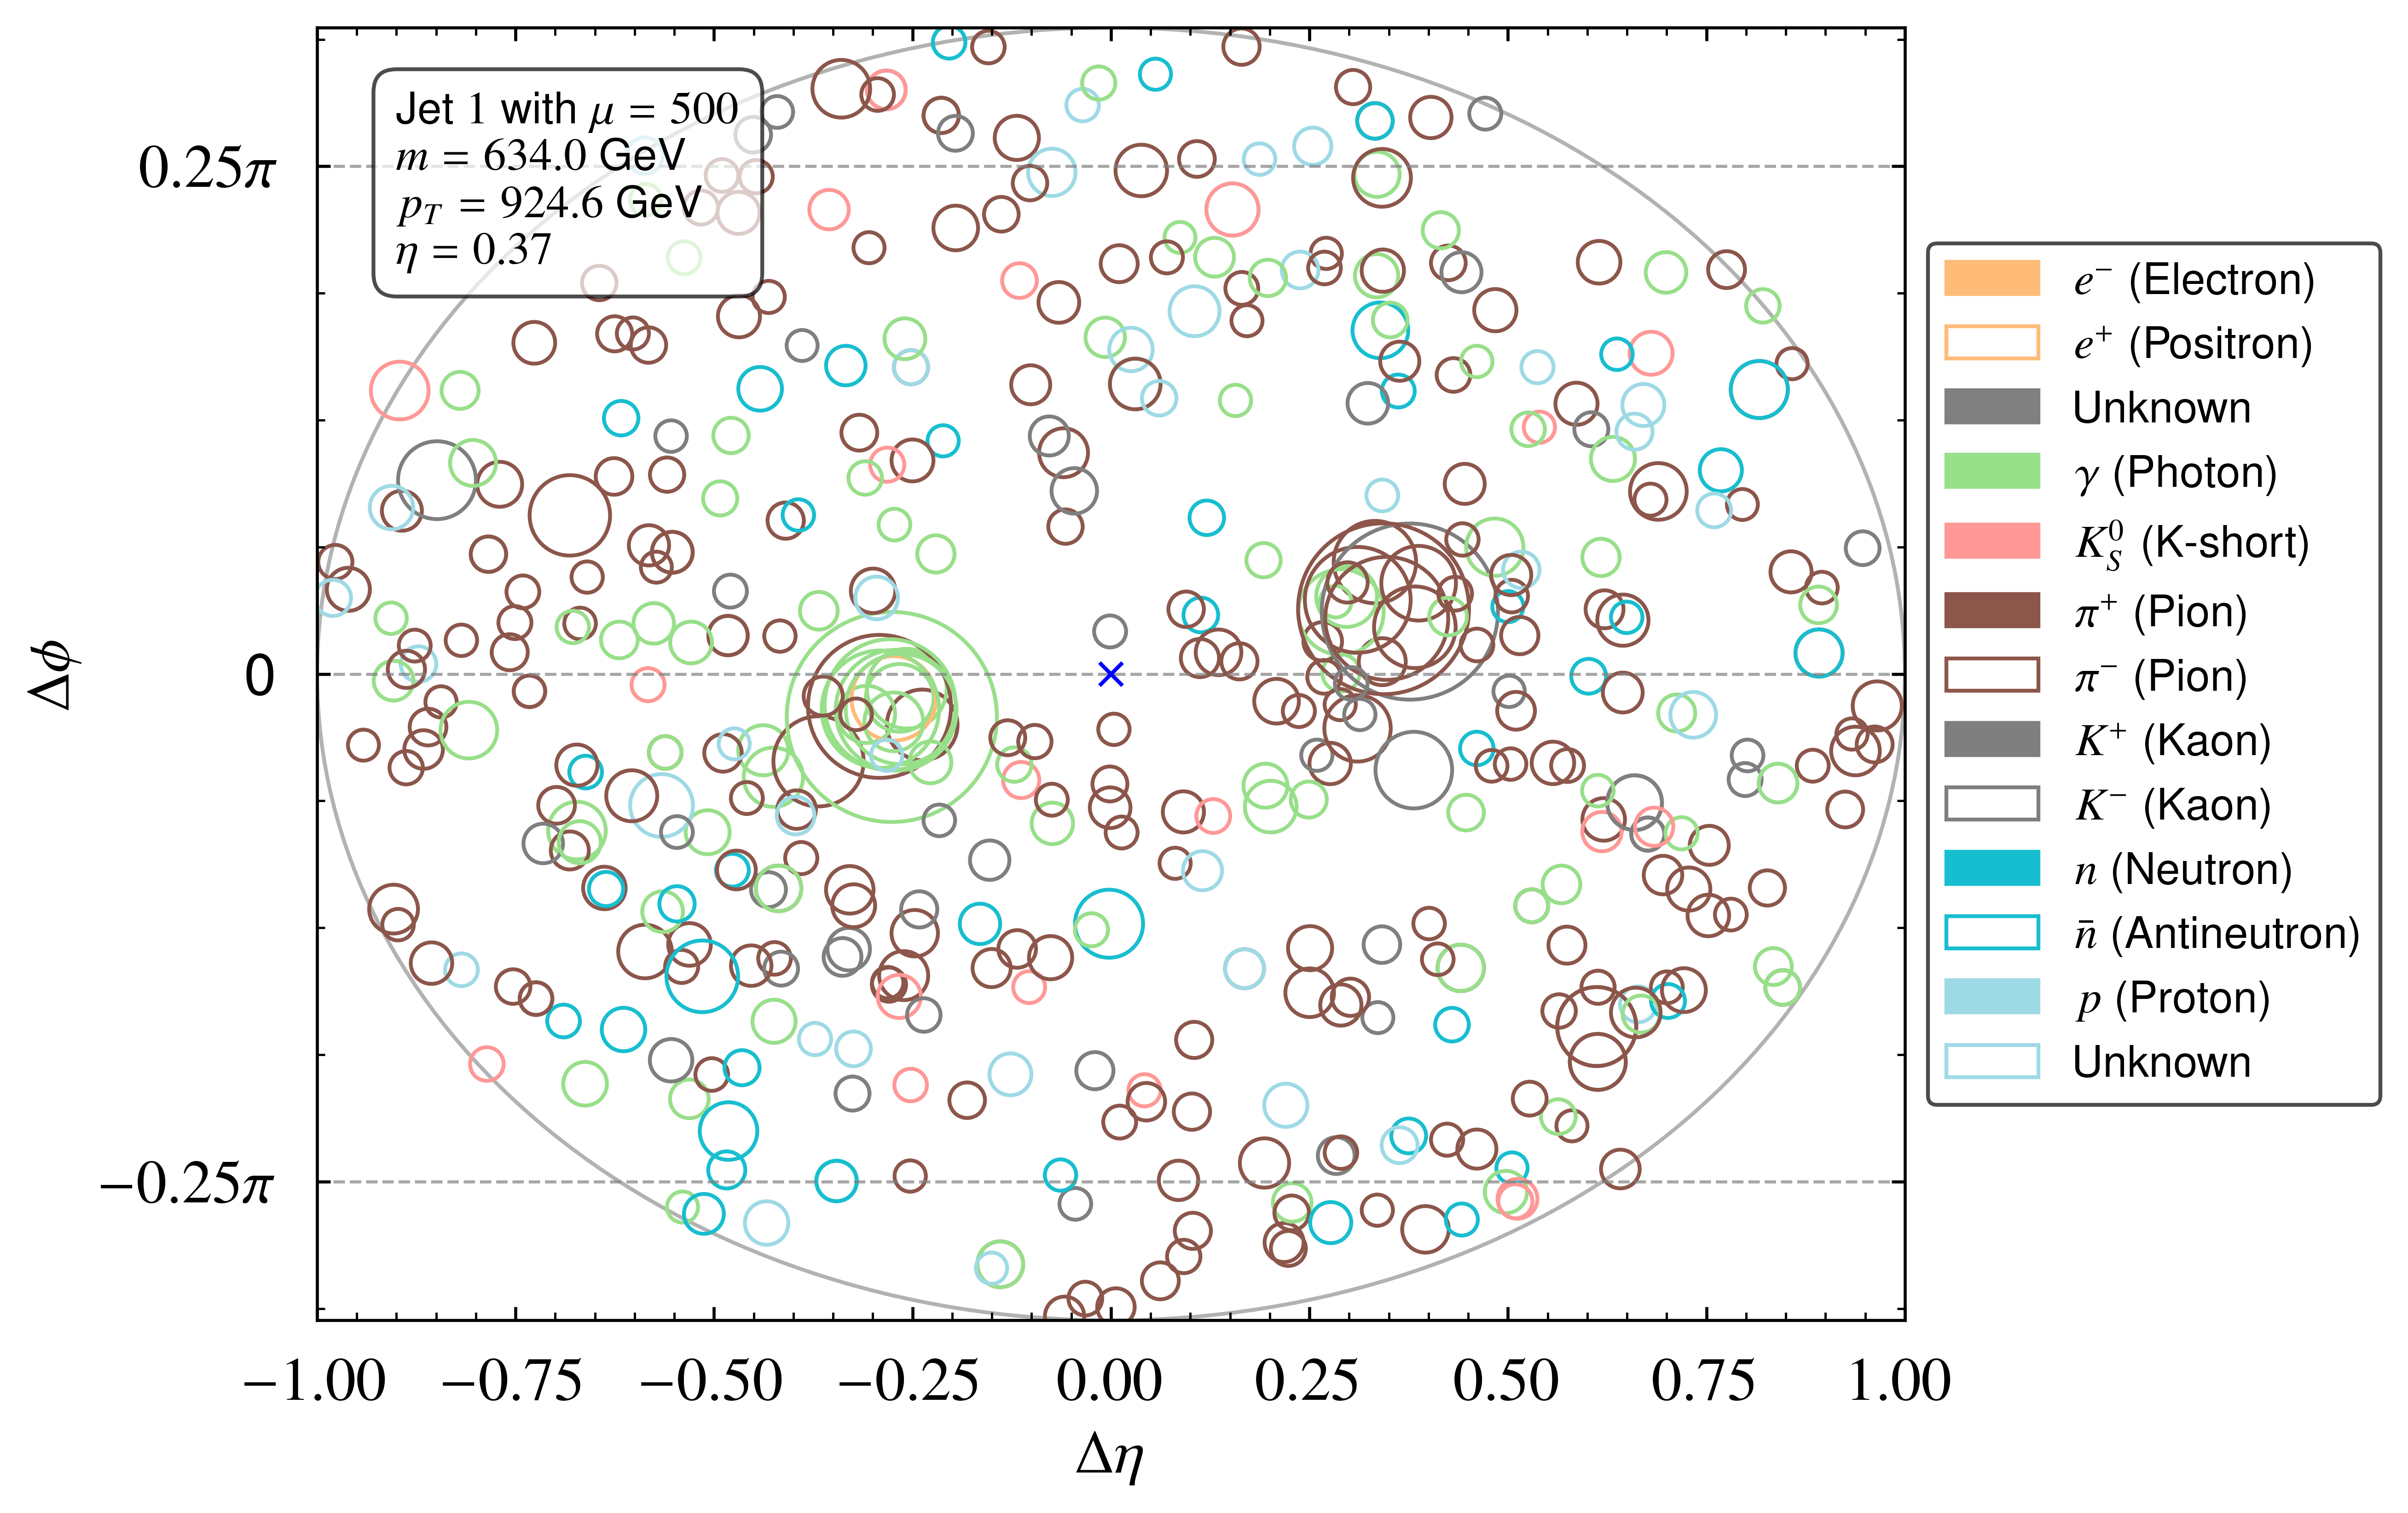 Jet 1 with μ = 500
m = 634.0 GeV
p_T = 924.6 GeV
η = 0.37
0.25π
0
−0.25π
Δϕ
−1.00 −0.75 −0.50 −0.25 0.00 0.25 0.50 0.75 1.00
Δη
e⁻ (Electron)
e⁺ (Positron)
Unknown
γ (Photon)
K_S^0 (K-short)
π⁺ (Pion)
π⁻ (Pion)
K⁺ (Kaon)
K⁻ (Kaon)
n (Neutron)
n̄ (Antineutron)
p (Proton)
Unknown